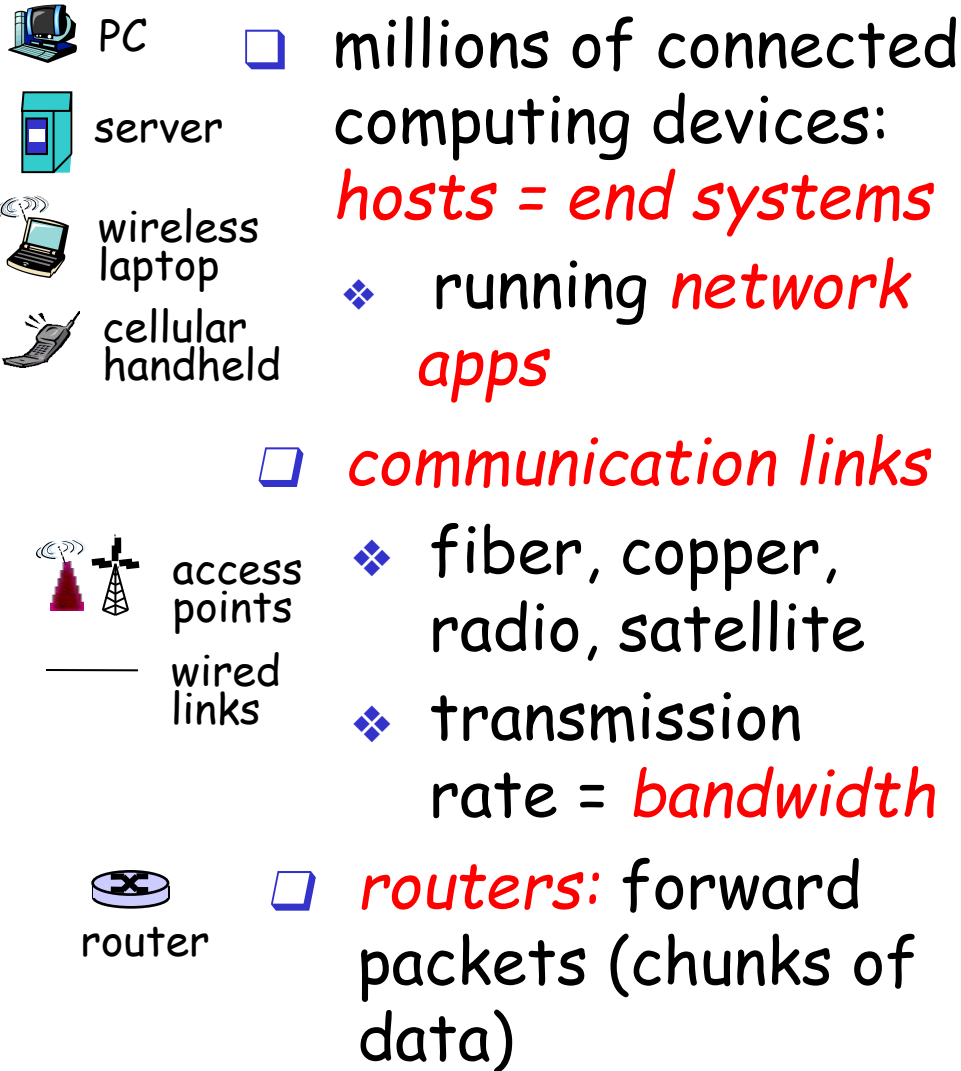 PC
server
wireless
laptop
cellular
handheld
millions of connected
computing devices:
hosts = end systems
running network
apps
communication links
access
points
wired
links
fiber, copper,
radio, satellite
transmission
rate = bandwidth
router
routers: forward
packets (chunks of
data)